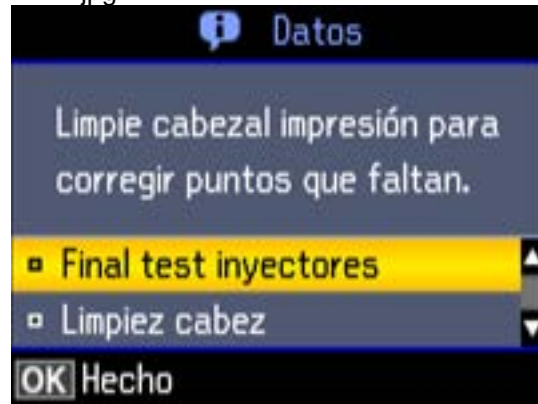 Datos
Limpie cabezal impresión para
corregir puntos que faltan.
Final test inyectores
Limpiez cabez
OK Hecho